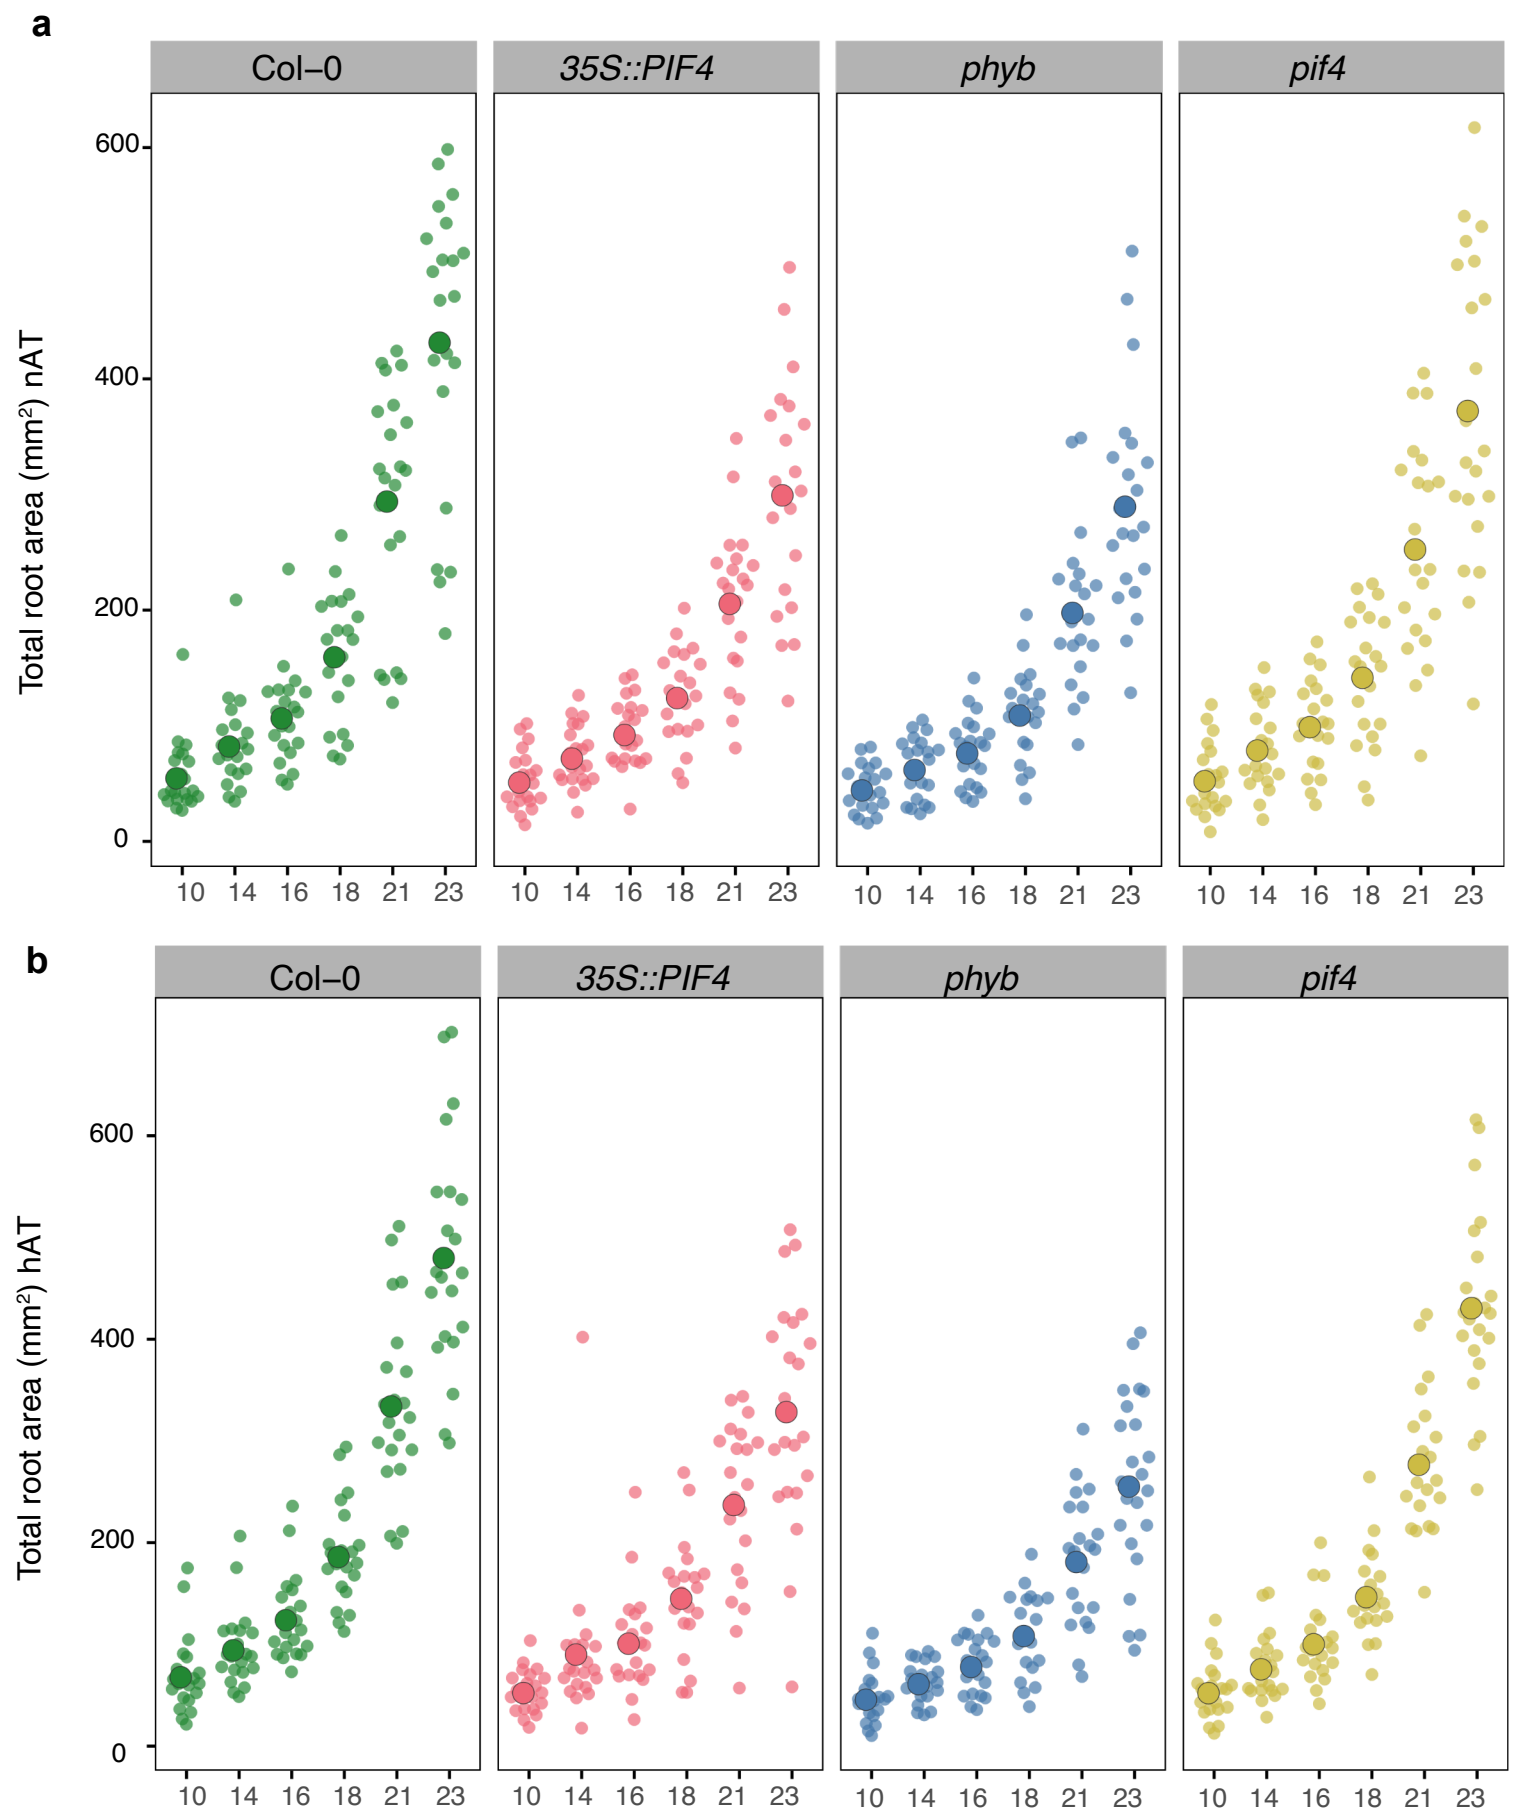 a
Col−0 35S::PIF4 phyb pif4
Total root area (mm²) nAT
600
400
200
0
10 14 16 18 21 23 10 14 16 18 21 23 10 14 16 18 21 23 10 14 16 18 21 23
b
Col−0 35S::PIF4 phyb pif4
Total root area (mm²) hAT
600
400
200
0
10 14 16 18 21 23 10 14 16 18 21 23 10 14 16 18 21 23 10 14 16 18 21 23